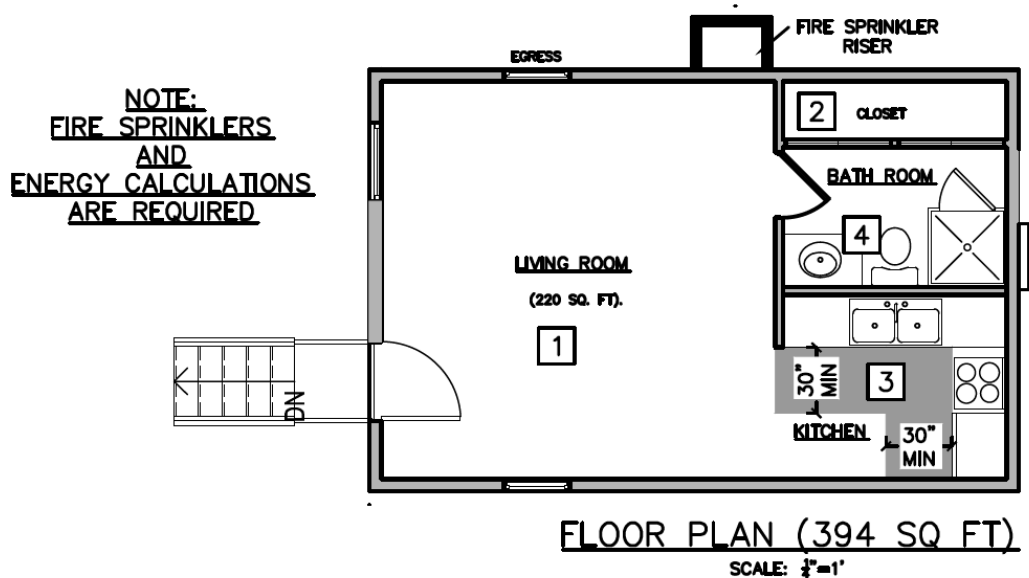 FIRE SPRINKLER
RISER
EGRESS
NOTE:
FIRE SPRINKLERS
AND
ENERGY CALCULATIONS
ARE REQUIRED
2 CLOSET
BATH ROOM
4
LIVING ROOM
(220 SQ. FT).
1
DN
30"
MIN
3
KITCHEN
30"
MIN
FLOOR PLAN (394 SQ FT)
SCALE: ¼"=1'